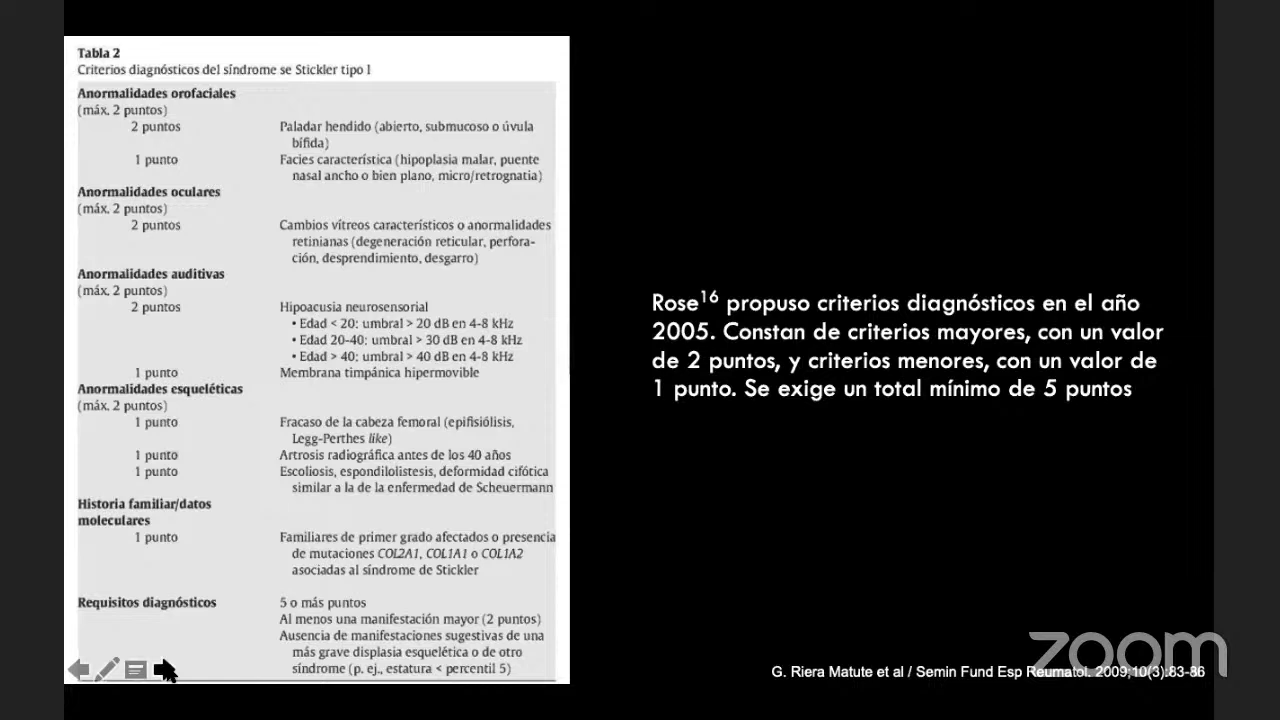 Tabla 2
Criterios diagnósticos del síndrome se Stickler tipo I
Anormalidades orofaciales
(máx. 2 puntos)
2 puntos Paladar hendido (abierto, submucoso o úvula
bífida)
1 punto Facies característica (hipoplasia malar, puente
nasal ancho o bien plano, micro/retrognatia)
Anormalidades oculares
(máx. 2 puntos)
2 puntos Cambios vítreos característicos o anormalidades
retinianas (degeneración reticular, perfora-
ción, desprendimiento, desgarro)
Anormalidades auditivas
(máx. 2 puntos)
2 puntos Hipoacusia neurosensorial
• Edad < 20: umbral > 20 dB en 4-8 kHz
• Edad 20-40: umbral > 30 dB en 4-8 kHz
• Edad > 40: umbral > 40 dB en 4-8 kHz
1 punto Membrana timpánica hipermovible
Anormalidades esqueléticas
(máx. 2 puntos)
1 punto Fracaso de la cabeza femoral (epifisiólisis,
Legg-Perthes like)
1 punto Artrosis radiográfica antes de los 40 años
1 punto Escoliosis, espondilolistesis, deformidad cifótica
similar a la de la enfermedad de Scheuermann
Historia familiar/datos
moleculares
1 punto Familiares de primer grado afectados o presencia
de mutaciones COL2A1, COL1A1 o COL1A2
asociadas al síndrome de Stickler
Requisitos diagnósticos 5 o más puntos
Al menos una manifestación mayor (2 puntos)
Ausencia de manifestaciones sugestivas de una
más grave displasia esquelética o de otro
síndrome (p. ej., estatura < percentil 5)
Rose16 propuso criterios diagnósticos en el año
2005. Constan de criterios mayores, con un valor
de 2 puntos, y criterios menores, con un valor de
1 punto. Se exige un total mínimo de 5 puntos
G. Riera Matute et al / Semin Fund Esp Reumatol. 2009;10(3):83-86
zoom